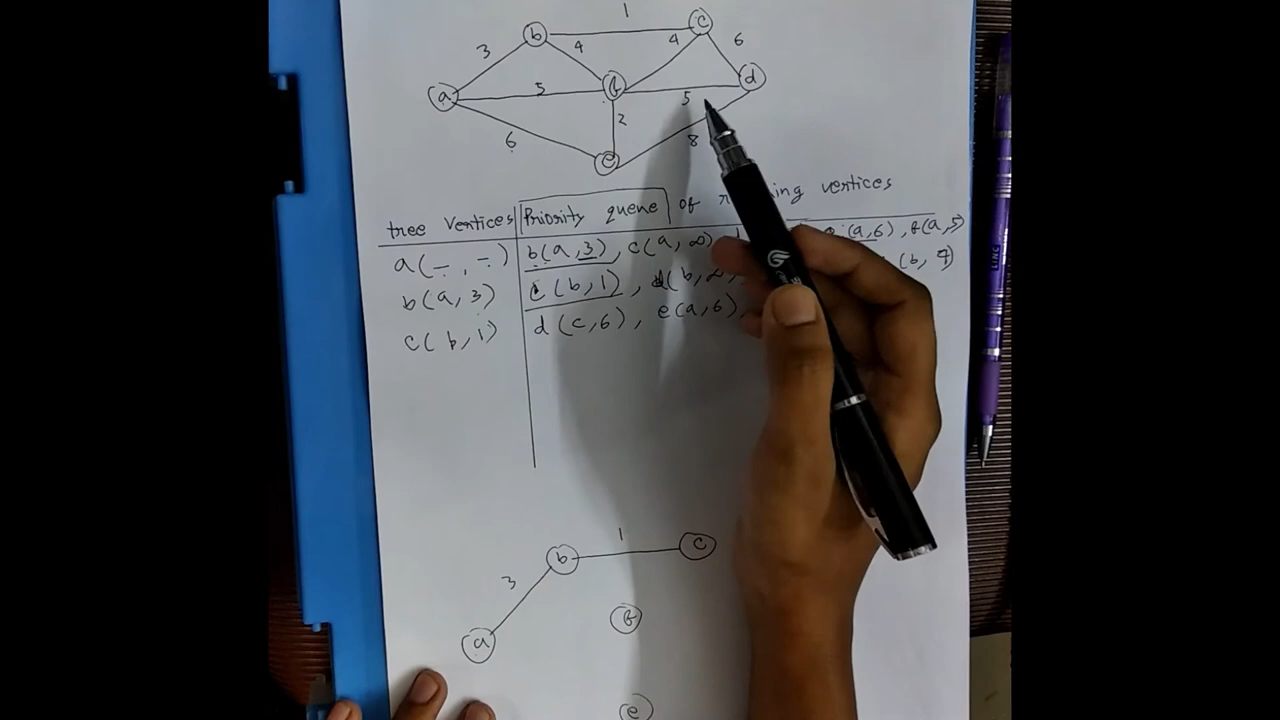 1
b c
3 4 4 6
a 5 f 5 d
2
6 8
e
tree vertices Priority queue of vertices
a(-, -) b(a, 3), c(a, ∞) e(a,6), f(a,5)
b(a, 3) c(b, 1), d(b, ∞) (b, 4)
c(b, 1) d(c,6), e(a,6),
1
b c
3
a f
e
LINC